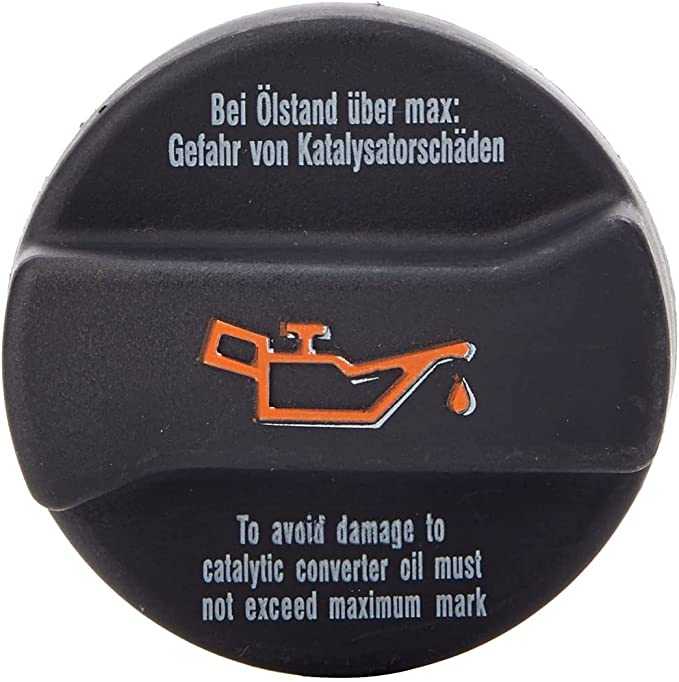 Bei Ölstand über max:
Gefahr von Katalysatorschäden
To avoid damage to
catalytic converter oil must
not exceed maximum mark